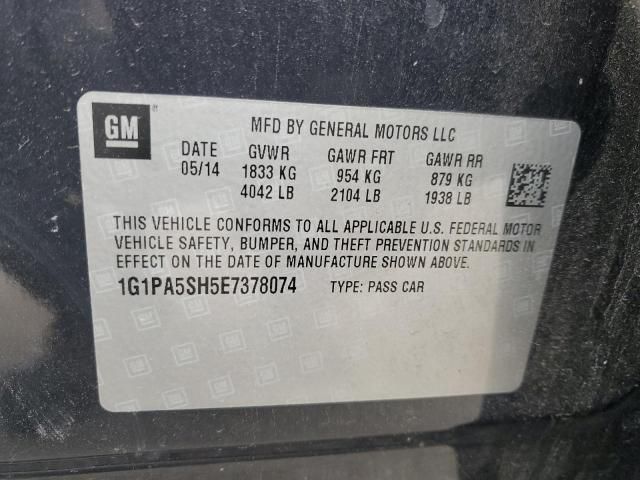 GM
MFD BY GENERAL MOTORS LLC
DATE GVWR GAWR FRT GAWR RR
05/14 1833 KG 954 KG 879 KG
4042 LB 2104 LB 1938 LB
THIS VEHICLE CONFORMS TO ALL APPLICABLE U.S. FEDERAL MOTOR
VEHICLE SAFETY, BUMPER, AND THEFT PREVENTION STANDARDS IN
EFFECT ON THE DATE OF MANUFACTURE SHOWN ABOVE.
1G1PA5SH5E7378074 TYPE: PASS CAR